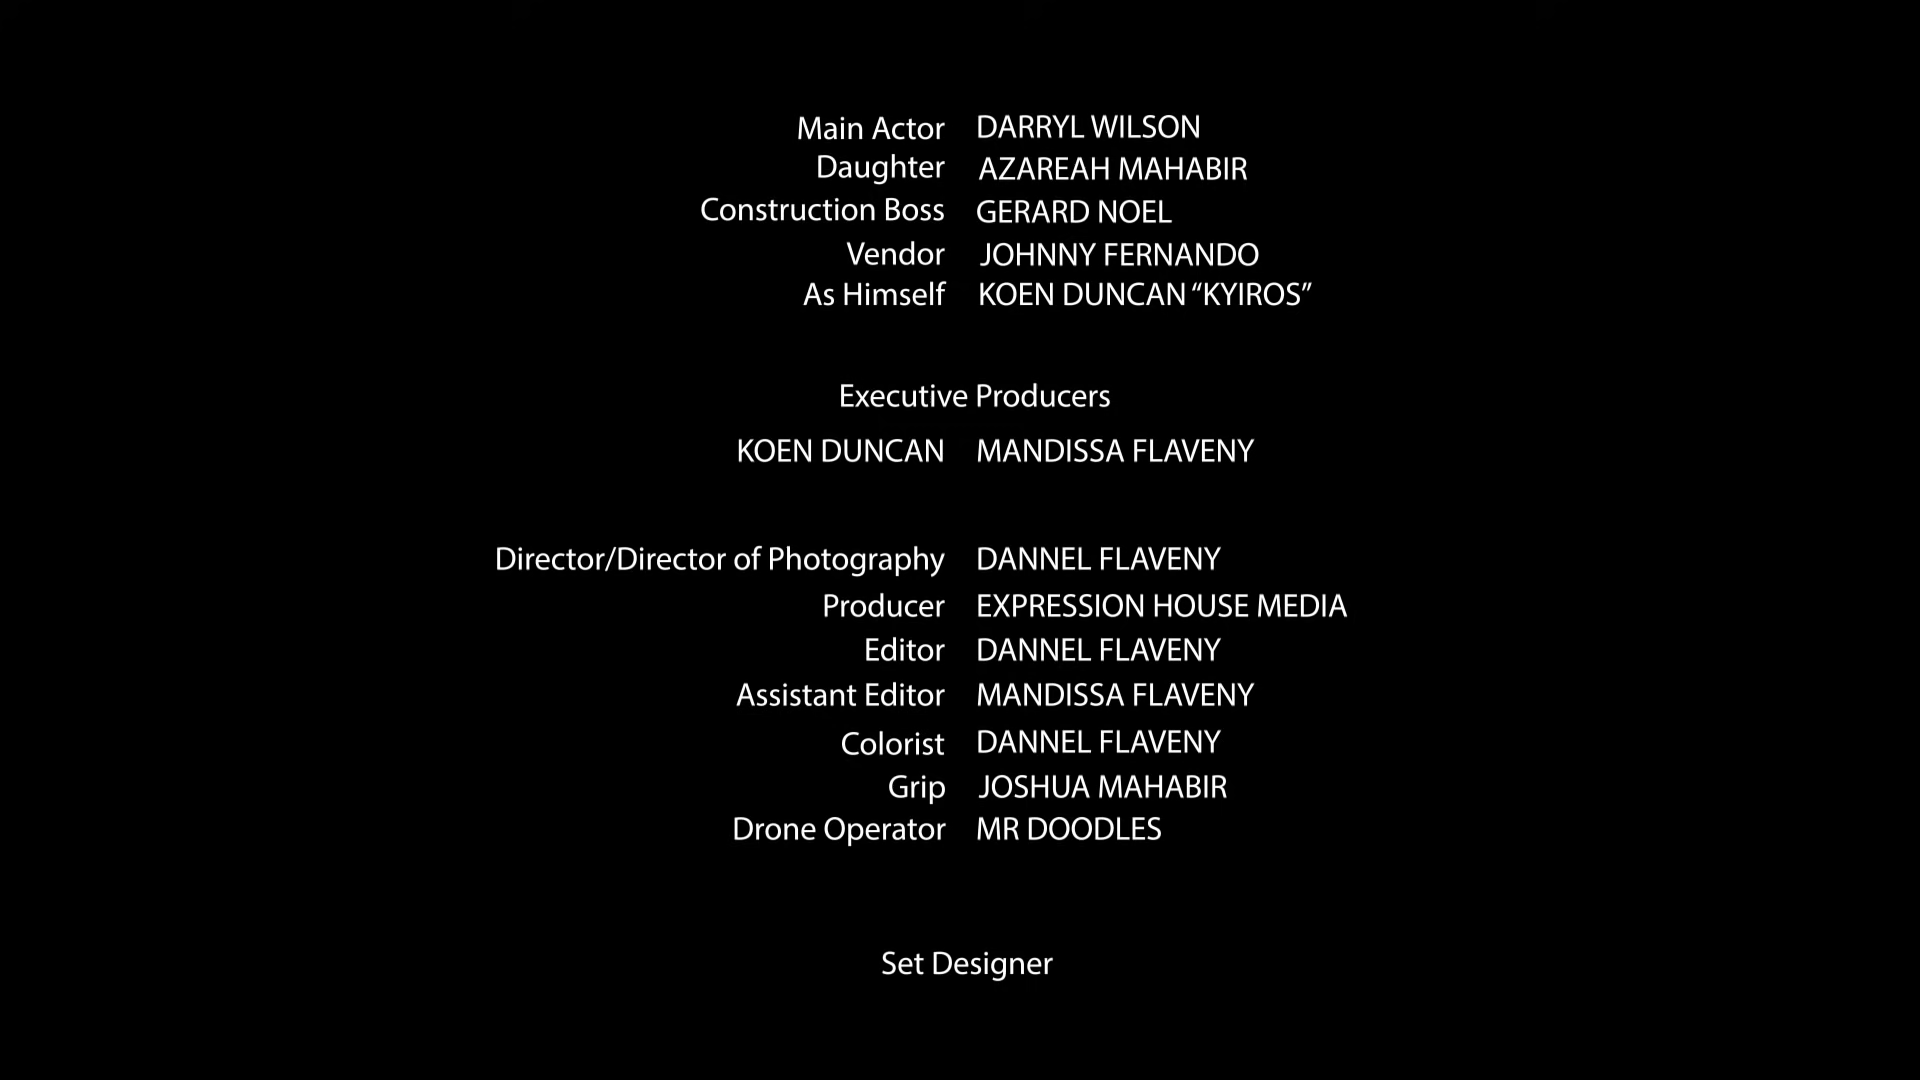 Main Actor DARRYL WILSON
Daughter AZAREAH MAHABIR
Construction Boss GERARD NOEL
Vendor JOHNNY FERNANDO
As Himself KOEN DUNCAN “KYIROS”
Executive Producers
KOEN DUNCAN MANDISSA FLAVENY
Director/Director of Photography DANNEL FLAVENY
Producer EXPRESSION HOUSE MEDIA
Editor DANNEL FLAVENY
Assistant Editor MANDISSA FLAVENY
Colorist DANNEL FLAVENY
Grip JOSHUA MAHABIR
Drone Operator MR DOODLES
Set Designer